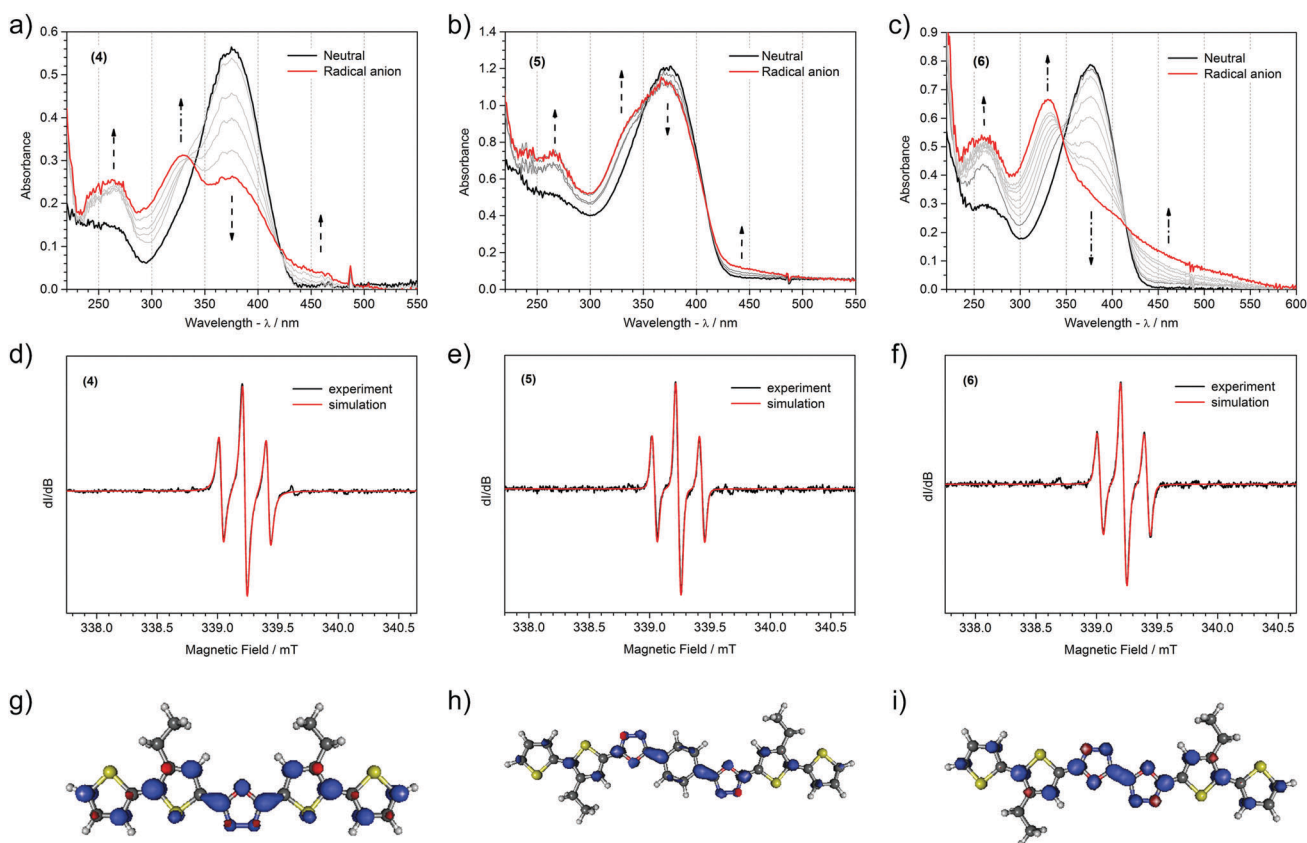 a)
(4)
Neutral
Radical anion
Absorbance
0.6
0.5
0.4
0.3
0.2
0.1
0.0
250 300 350 400 450 500 550
Wavelength - λ / nm
b)
(5)
Neutral
Radical anion
Absorbance
1.4
1.2
1.0
0.8
0.6
0.4
0.2
0.0
250 300 350 400 450 500 550
Wavelength - λ / nm
c)
(6)
Neutral
Radical anion
Absorbance
0.9
0.8
0.7
0.6
0.5
0.4
0.3
0.2
0.1
0.0
250 300 350 400 450 500 550 600
Wavelength - λ / nm
d)
(4)
experiment
simulation
dI/dB
338.0 338.5 339.0 339.5 340.0 340.5
Magnetic Field / mT
e)
(5)
experiment
simulation
dI/dB
338.0 338.5 339.0 339.5 340.0 340.5
Magnetic Field / mT
f)
(6)
experiment
simulation
dI/dB
338.0 338.5 339.0 339.5 340.0 340.5
Magnetic Field / mT
g)
h)
i)